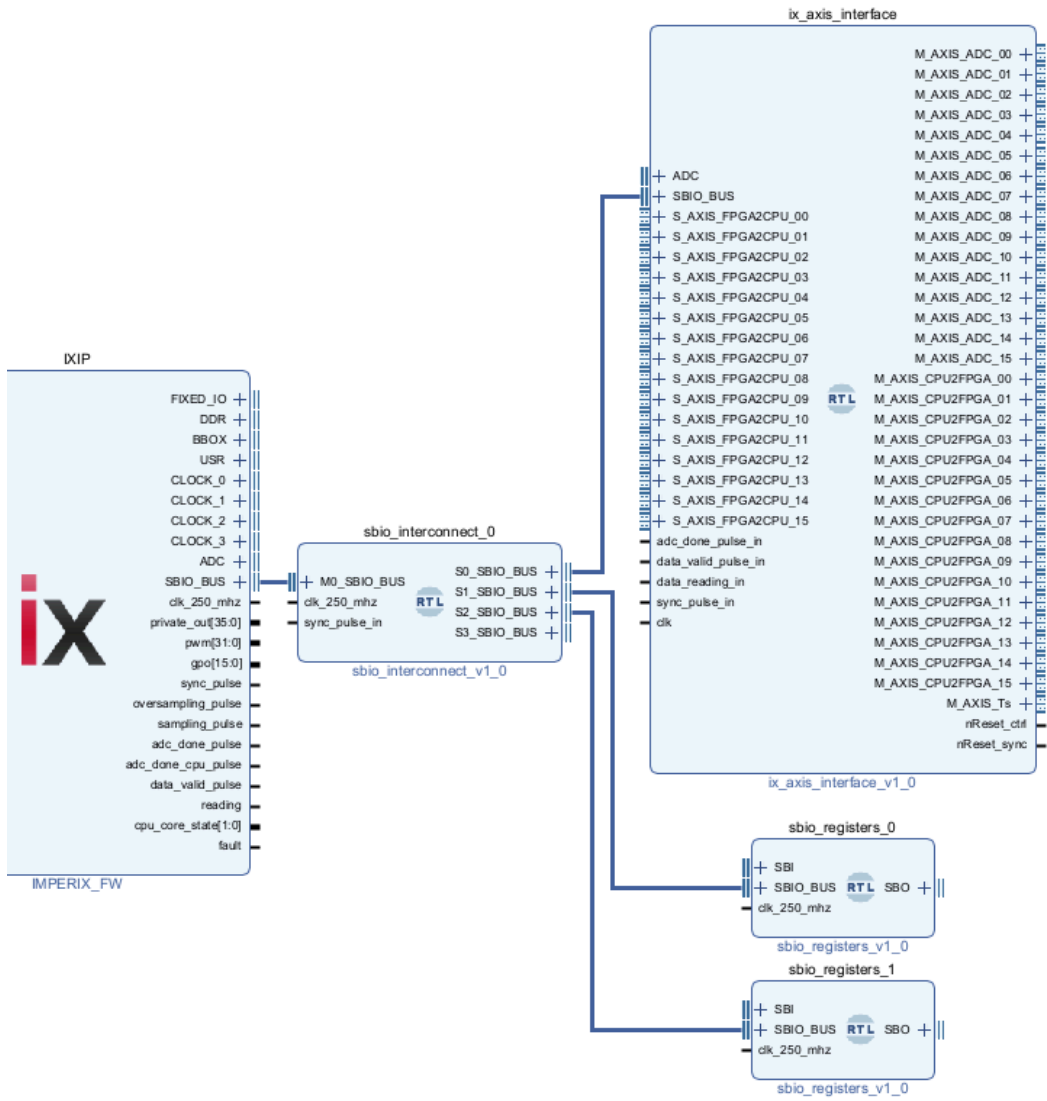 IXIP
FIXED_IO
DDR
BBOX
USR
CLOCK_0
CLOCK_1
CLOCK_2
CLOCK_3
ADC
SBIO_BUS
clk_250_mhz
private_out[35:0]
pwm[31:0]
gpo[15:0]
sync_pulse
oversampling_pulse
sampling_pulse
adc_done_pulse
adc_done_cpu_pulse
data_valid_pulse
reading
cpu_core_state[1:0]
fault
ix
IMPERIX_FW
sbio_interconnect_0
M0_SBIO_BUS
clk_250_mhz
sync_pulse_in
RTL
S0_SBIO_BUS
S1_SBIO_BUS
S2_SBIO_BUS
S3_SBIO_BUS
sbio_interconnect_v1_0
ix_axis_interface
ADC
SBIO_BUS
S_AXIS_FPGA2CPU_00
S_AXIS_FPGA2CPU_01
S_AXIS_FPGA2CPU_02
S_AXIS_FPGA2CPU_03
S_AXIS_FPGA2CPU_04
S_AXIS_FPGA2CPU_05
S_AXIS_FPGA2CPU_06
S_AXIS_FPGA2CPU_07
S_AXIS_FPGA2CPU_08
S_AXIS_FPGA2CPU_09
S_AXIS_FPGA2CPU_10
S_AXIS_FPGA2CPU_11
S_AXIS_FPGA2CPU_12
S_AXIS_FPGA2CPU_13
S_AXIS_FPGA2CPU_14
S_AXIS_FPGA2CPU_15
adc_done_pulse_in
data_valid_pulse_in
data_reading_in
sync_pulse_in
clk
RTL
M_AXIS_ADC_00
M_AXIS_ADC_01
M_AXIS_ADC_02
M_AXIS_ADC_03
M_AXIS_ADC_04
M_AXIS_ADC_05
M_AXIS_ADC_06
M_AXIS_ADC_07
M_AXIS_ADC_08
M_AXIS_ADC_09
M_AXIS_ADC_10
M_AXIS_ADC_11
M_AXIS_ADC_12
M_AXIS_ADC_13
M_AXIS_ADC_14
M_AXIS_ADC_15
M_AXIS_CPU2FPGA_00
M_AXIS_CPU2FPGA_01
M_AXIS_CPU2FPGA_02
M_AXIS_CPU2FPGA_03
M_AXIS_CPU2FPGA_04
M_AXIS_CPU2FPGA_05
M_AXIS_CPU2FPGA_06
M_AXIS_CPU2FPGA_07
M_AXIS_CPU2FPGA_08
M_AXIS_CPU2FPGA_09
M_AXIS_CPU2FPGA_10
M_AXIS_CPU2FPGA_11
M_AXIS_CPU2FPGA_12
M_AXIS_CPU2FPGA_13
M_AXIS_CPU2FPGA_14
M_AXIS_CPU2FPGA_15
M_AXIS_Ts
nReset_ctrl
nReset_sync
ix_axis_interface_v1_0
sbio_registers_0
SBI
SBIO_BUS RTL SBO
clk_250_mhz
sbio_registers_v1_0
sbio_registers_1
SBI
SBIO_BUS RTL SBO
clk_250_mhz
sbio_registers_v1_0